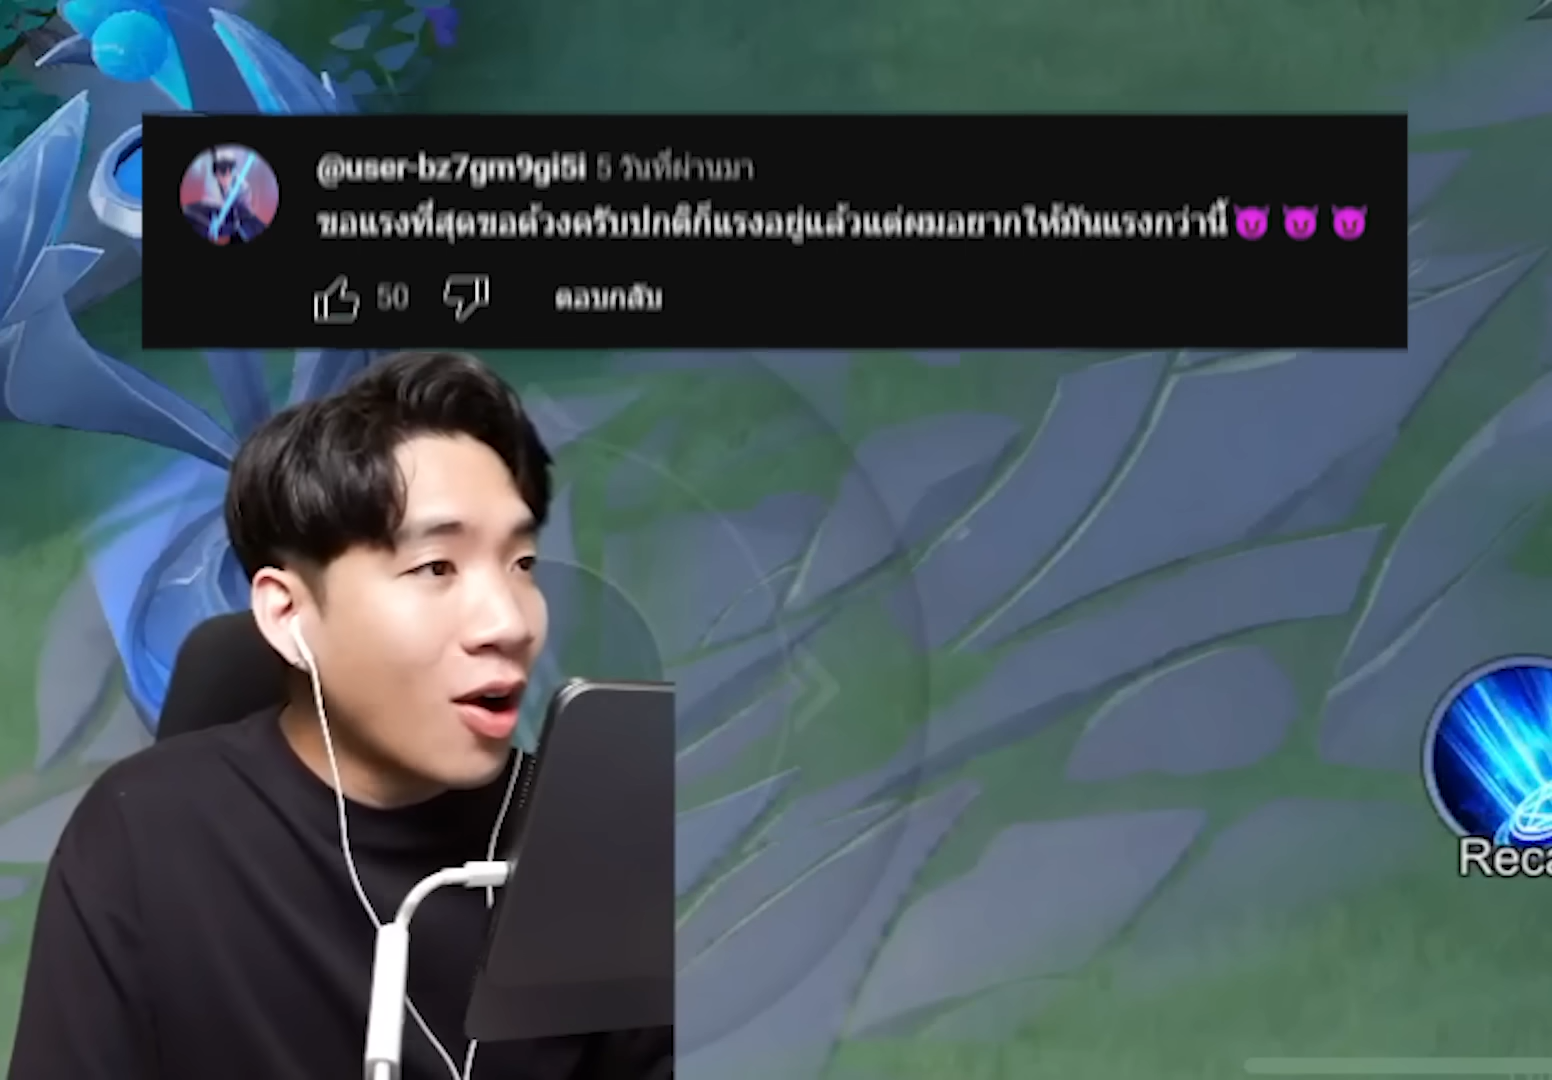 @user-bz7gm9gi5i 5 วันที่ผ่านมา
ขอแรงที่สุดขอด้วงครับปกติก็แรงอยู่แล้วแต่ผมอยากให้มันแรงกว่านี้😈 😈 😈
50 ตอบกลับ